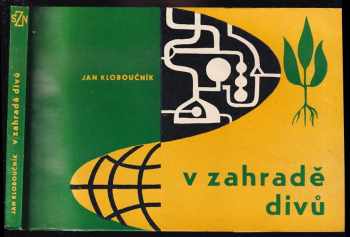 SZN
JAN KLOBOUČNÍK v zahradě divů
JAN KLOBOUČNÍK
v zahradě
divů